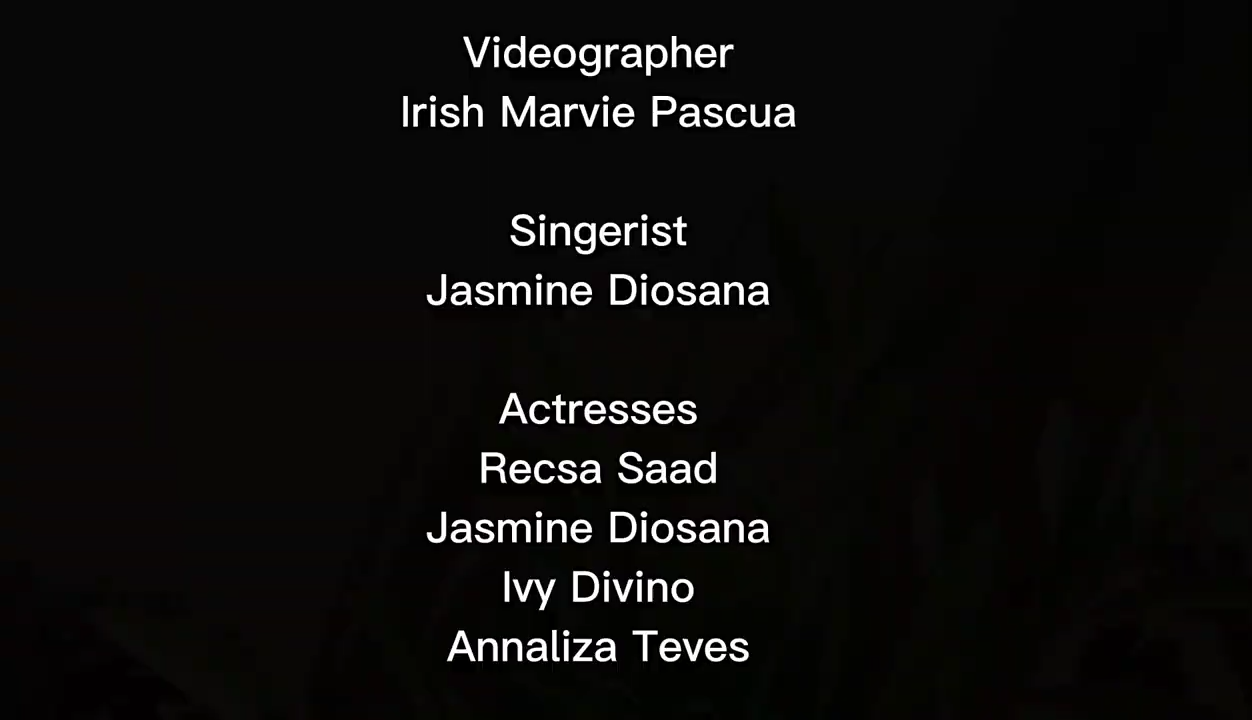 Videographer
Irish Marvie Pascua
Singerist
Jasmine Diosana
Actresses
Recsa Saad
Jasmine Diosana
Ivy Divino
Annaliza Teves